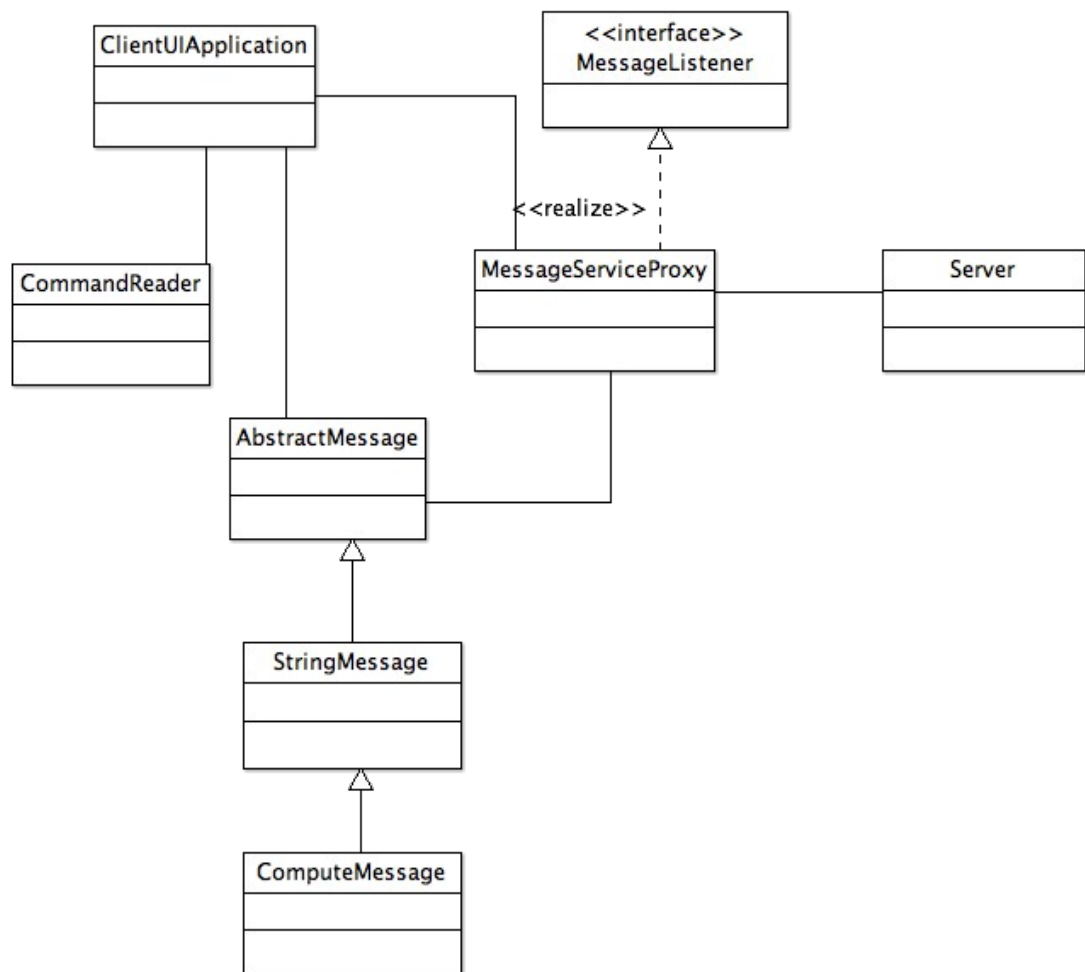 ClientUIApplication
<<interface>>
MessageListener
<<realize>>
CommandReader
MessageServiceProxy
Server
AbstractMessage
StringMessage
ComputeMessage